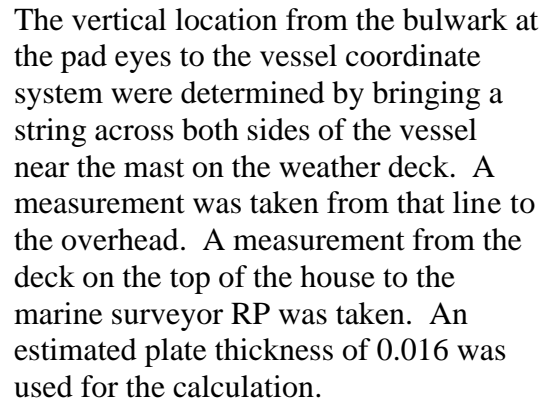 The vertical location from the bulwark at
the pad eyes to the vessel coordinate
system were determined by bringing a
string across both sides of the vessel
near the mast on the weather deck.  A
measurement was taken from that line to
the overhead.  A measurement from the
deck on the top of the house to the
marine surveyor RP was taken.  An
estimated plate thickness of 0.016 was
used for the calculation.